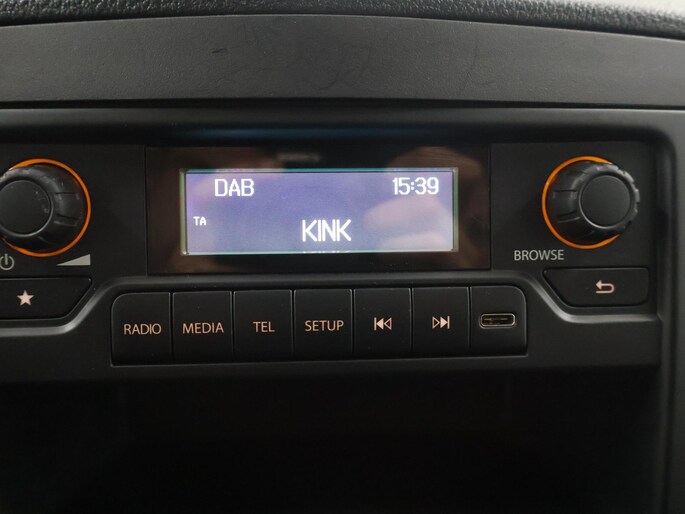 DAB 15:39
TA
KINK
BROWSE
RADIO MEDIA TEL SETUP